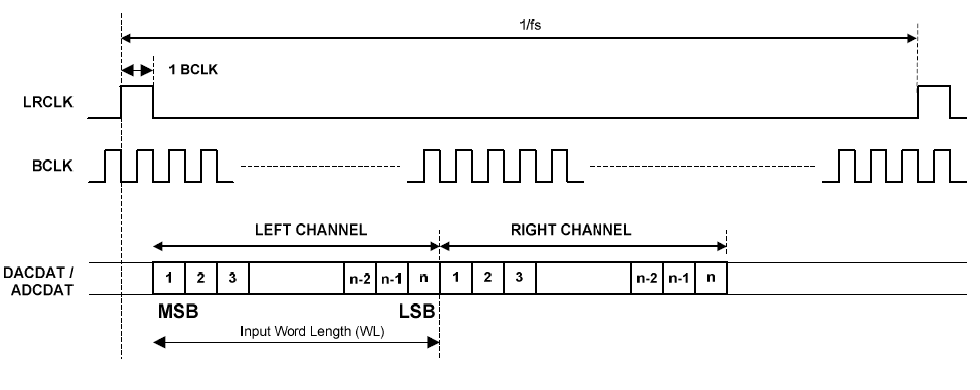 1/fs
1 BCLK
LRCLK
BCLK
LEFT CHANNEL RIGHT CHANNEL
DACDAT /
ADCDAT
1 2 3 n-2 n-1 n 1 2 3 n-2 n-1 n
MSB LSB
Input Word Length (WL)